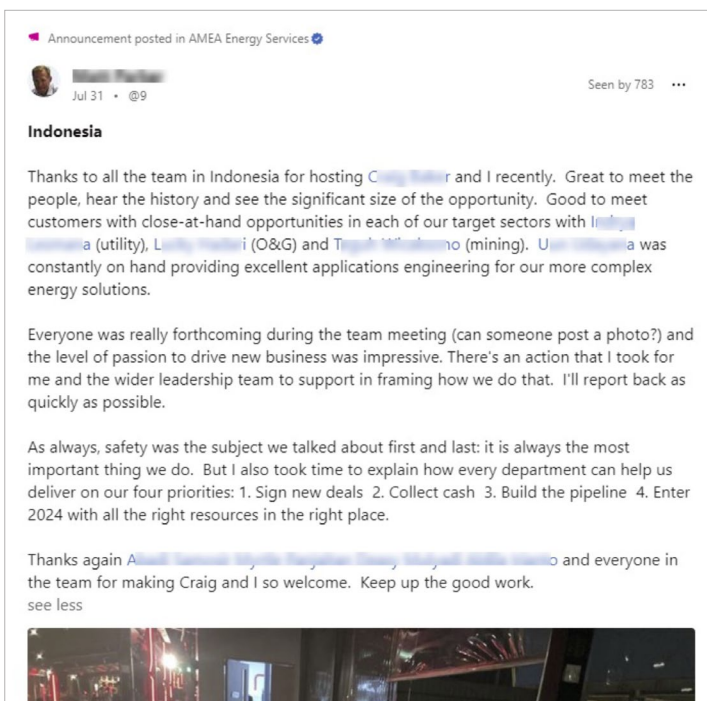 Announcement posted in AMEA Energy Services
Jul 31 • @9
Seen by 783
Indonesia
Thanks to all the team in Indonesia for hosting and I recently. Great to meet the
people, hear the history and see the significant size of the opportunity. Good to meet
customers with close-at-hand opportunities in each of our target sectors with
(utility), (O&G) and (mining). was
constantly on hand providing excellent applications engineering for our more complex
energy solutions.
Everyone was really forthcoming during the team meeting (can someone post a photo?) and
the level of passion to drive new business was impressive. There's an action that I took for
me and the wider leadership team to support in framing how we do that. I'll report back as
quickly as possible.
As always, safety was the subject we talked about first and last: it is always the most
important thing we do. But I also took time to explain how every department can help us
deliver on our four priorities: 1. Sign new deals 2. Collect cash 3. Build the pipeline 4. Enter
2024 with all the right resources in the right place.
Thanks again and everyone in
the team for making Craig and I so welcome. Keep up the good work.
see less